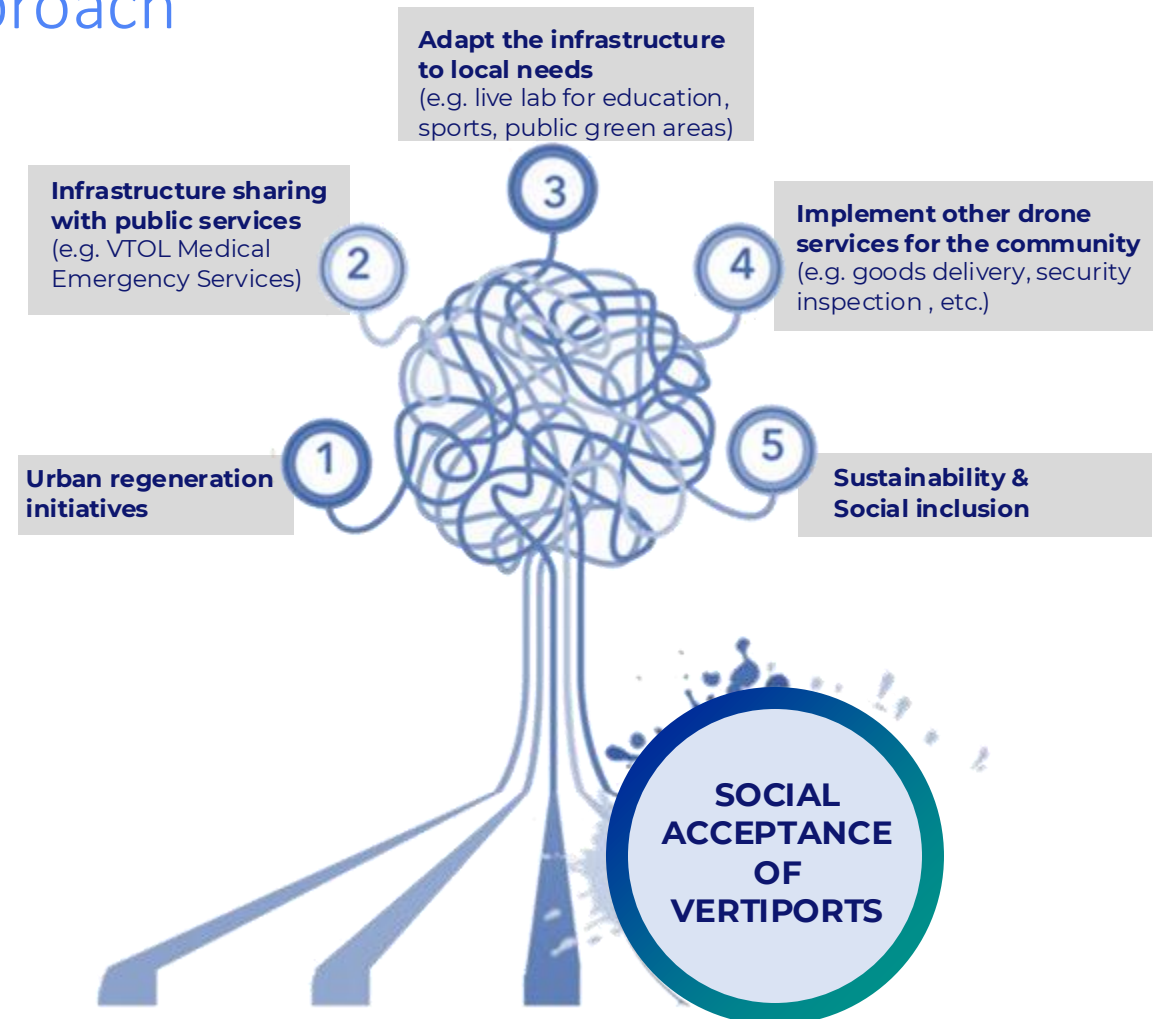 proach
Adapt the infrastructure
to local needs
(e.g. live lab for education,
sports, public green areas)
3
Infrastructure sharing
with public services
(e.g. VTOL Medical
Emergency Services)
2
4
Implement other drone
services for the community
(e.g. goods delivery, security
inspection , etc.)
1
Urban regeneration
initiatives
5
Sustainability &
Social inclusion
SOCIAL
ACCEPTANCE
OF
VERTIPORTS